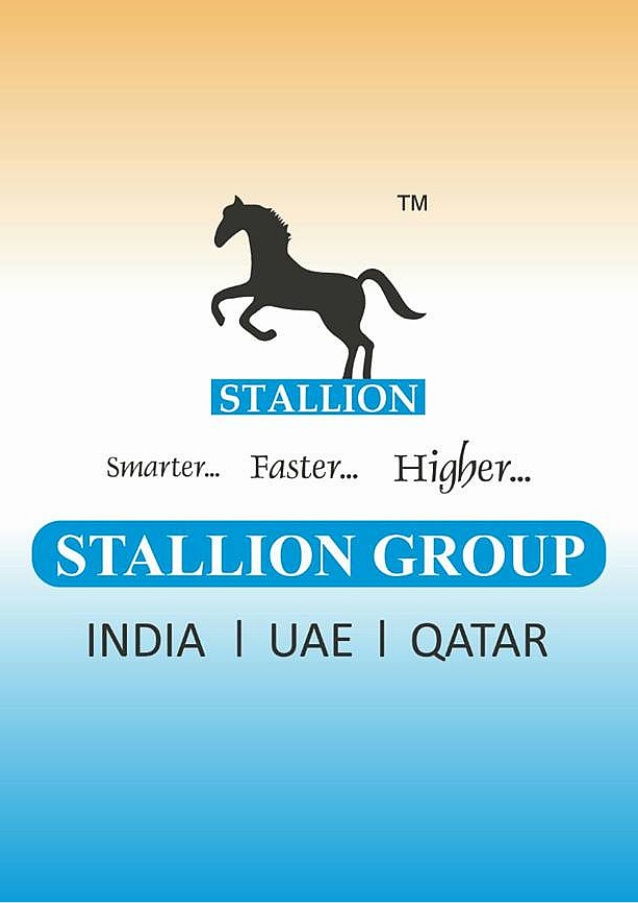 TM
STALLION
Smarter... Faster... Higher...
STALLION GROUP
INDIA | UAE | QATAR